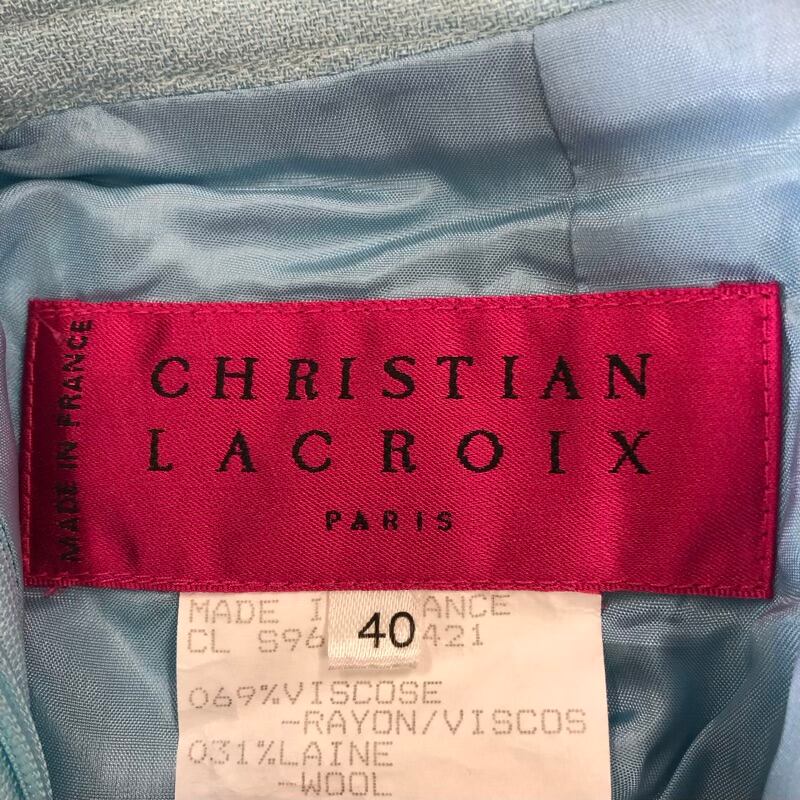 MADE IN FRANCE
CHRISTIAN
LACROIX
PARIS
40
MADE I ANCE
CL S96 421
069%VISCOSE
-RAYON/VISCOS
031%LAINE
-WOOL